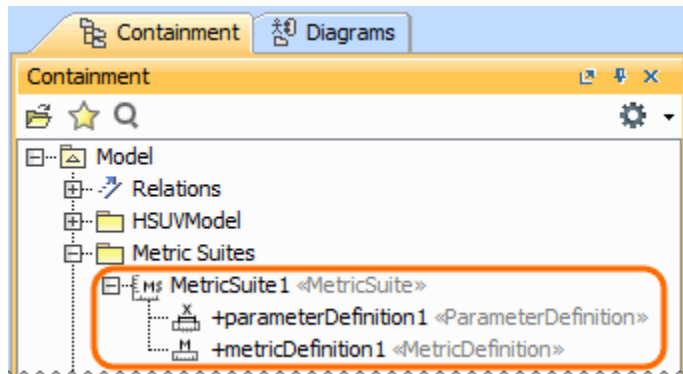 Containment Diagrams
Containment
Model
Relations
HSUVModel
Metric Suites
MetricSuite1 «MetricSuite»
+parameterDefinition1 «ParameterDefinition»
+metricDefinition1 «MetricDefinition»